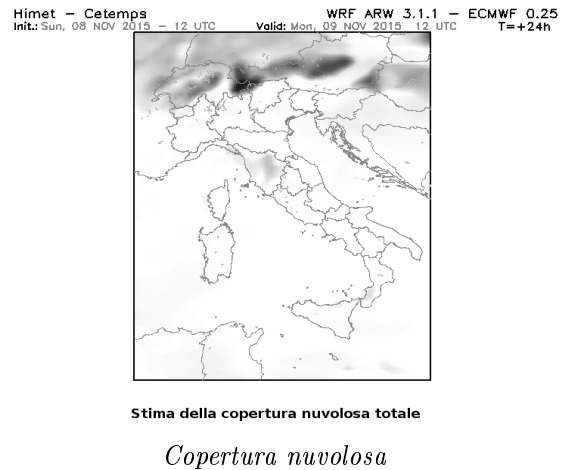 Himet – Cetemps WRF ARW 3.1.1 – ECMWF 0.25
Init.: Sun, 08 NOV 2015 – 12 UTC Valid: Mon, 09 NOV 2015 12 UTC T=+24h
Stima della copertura nuvolosa totale
Copertura nuvolosa